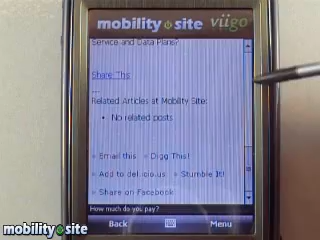 mobility site viigo
Service and Data Plans?
Share This
---
Related Articles at Mobility Site:
• No related posts
» Email this » Digg This!
» Add to del.icio.us » Stumble It!
» Share on Facebook
How much do you pay?
Back Menu
mobility site